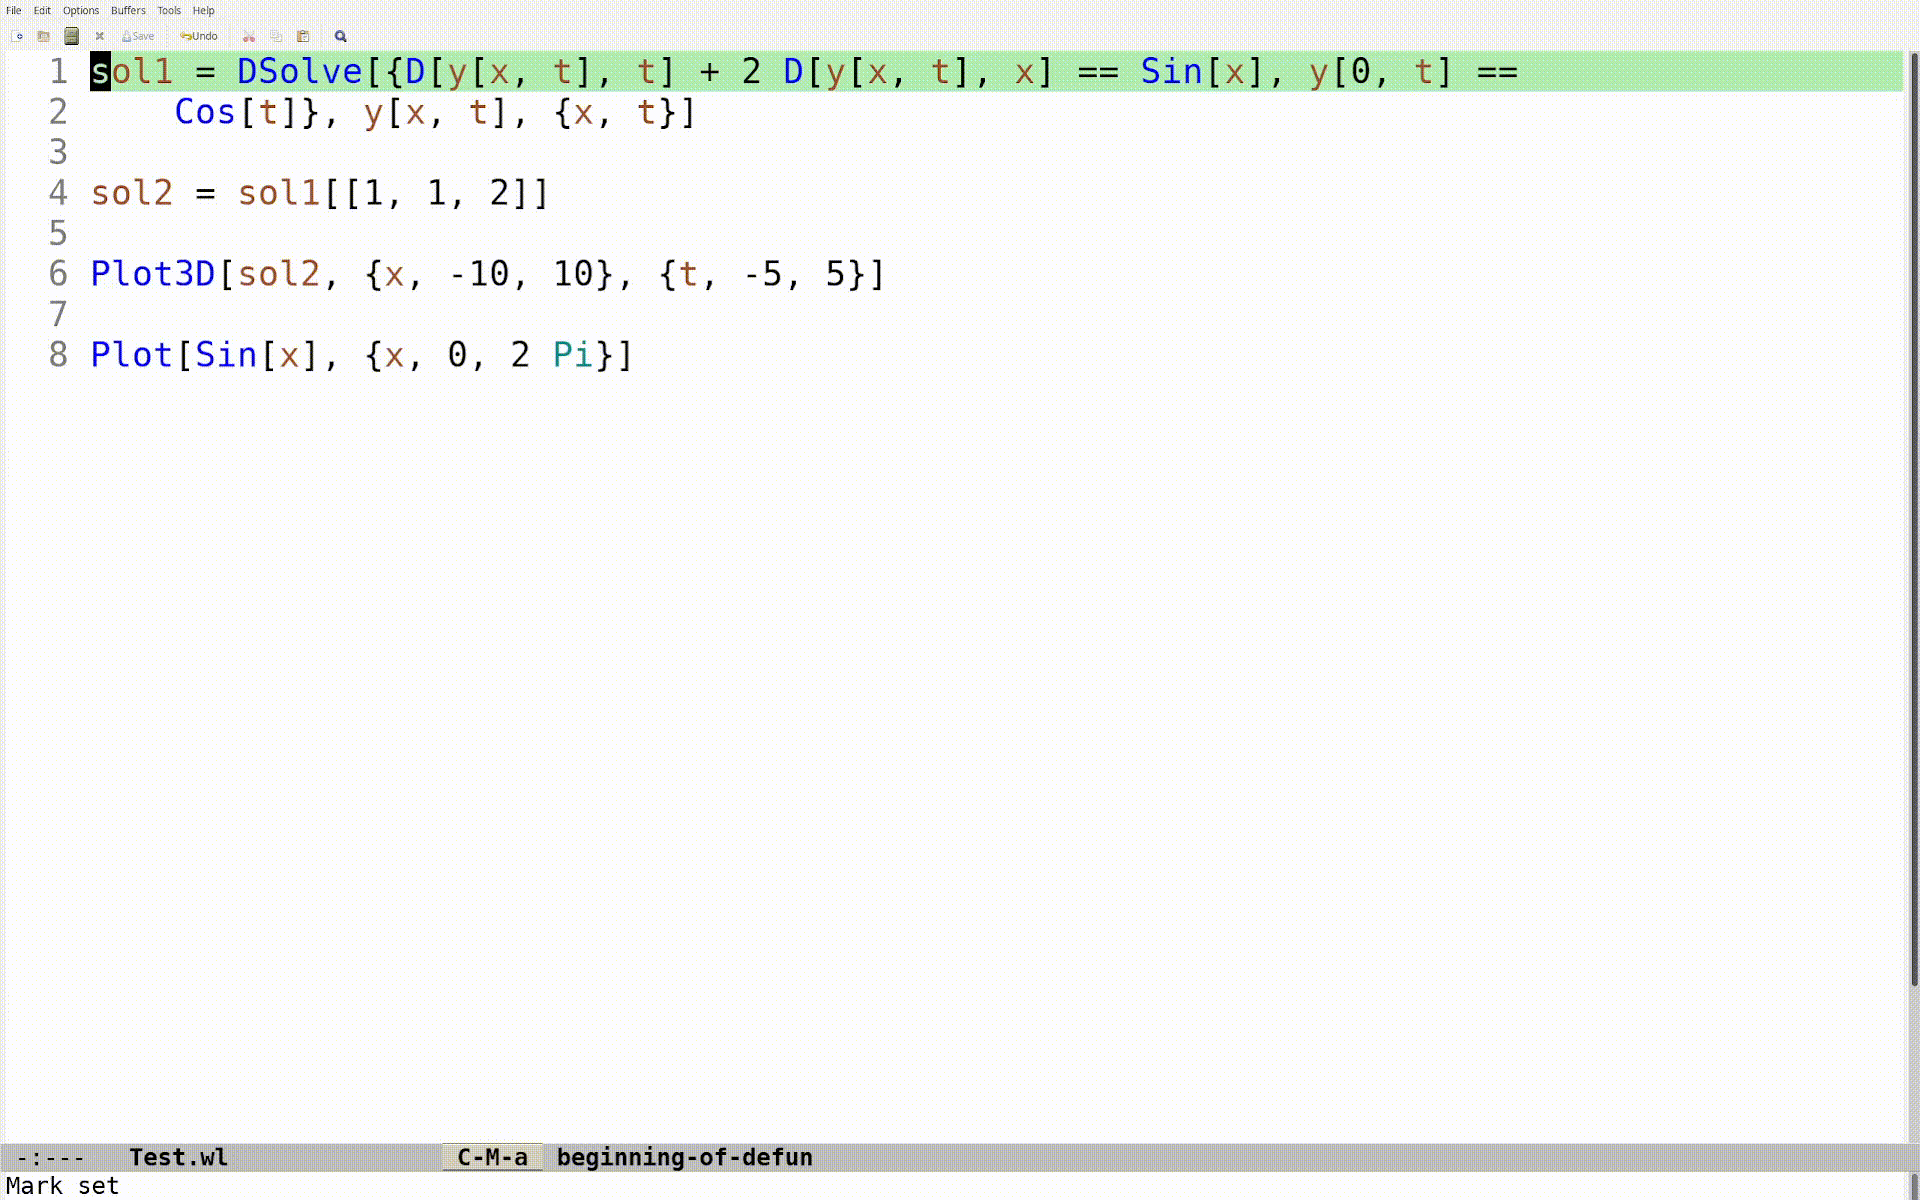 File Edit Options Buffers Tools Help
Save Undo
1 sol1 = DSolve[{D[y[x, t], t] + 2 D[y[x, t], x] == Sin[x], y[0, t] ==
2     Cos[t]}, y[x, t], {x, t}]
3
4 sol2 = sol1[[1, 1, 2]]
5
6 Plot3D[sol2, {x, -10, 10}, {t, -5, 5}]
7
8 Plot[Sin[x], {x, 0, 2 Pi}]
-:--- Test.wl C-M-a beginning-of-defun
Mark set